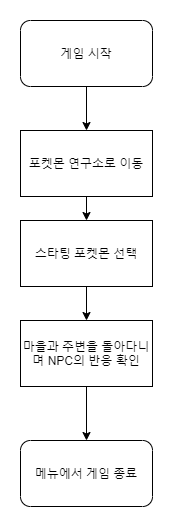 게임 시작
포켓몬 연구소로 이동
스타팅 포켓몬 선택
마을과 주변을 돌아다니
며 NPC의 반응 확인
메뉴에서 게임 종료